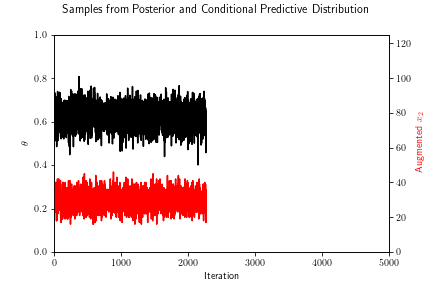 Samples from Posterior and Conditional Predictive Distribution
1.0
0.8
0.6
0.4
0.2
0.0
θ
120
100
80
60
40
20
0
Augmented x₂
0 1000 2000 3000 4000 5000
Iteration